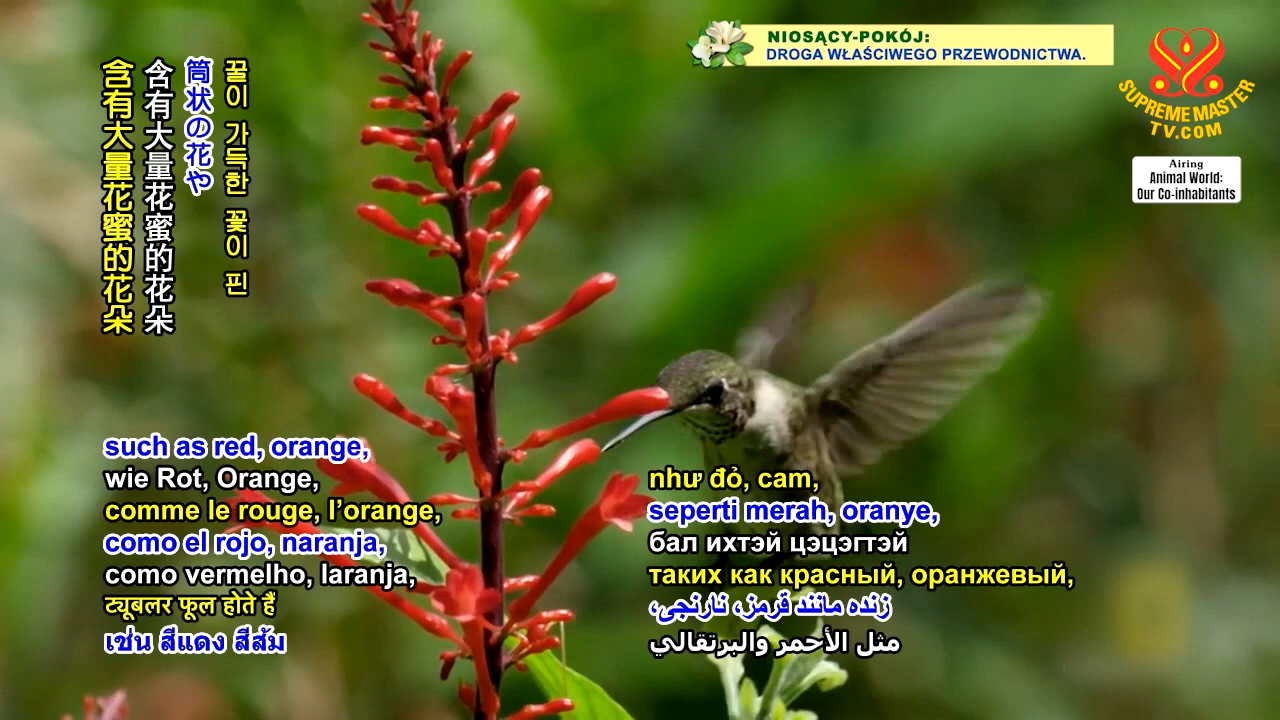 NIOSĄCY-POKÓJ:
DROGA WŁAŚCIWEGO PRZEWODNICTWA.
SUPREME MASTER
TV.COM
Airing
Animal World:
Our Co-inhabitants
꿀이 가득한 꽃이 핀
筒状の花や
含有大量花蜜的花朵
含有大量花蜜的花朵
such as red, orange,
wie Rot, Orange,
comme le rouge, l’orange,
como el rojo, naranja,
como vermelho, laranja,
ट्यूबलर फूल होते हैं
เช่น สีแดง สีส้ม
như đỏ, cam,
seperti merah, oranye,
бал ихтэй цэцэгтэй
таких как красный, оранжевый,
زنده مانند قرمز، نارنجی،
مثل الأحمر والبرتقالي